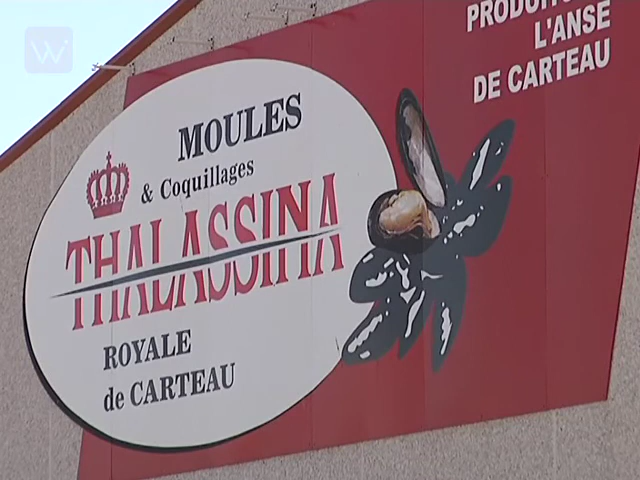 W
PRODUIT
L'ANSE
DE CARTEAU
MOULES
& Coquillages
THALASSINA
ROYALE
de CARTEAU